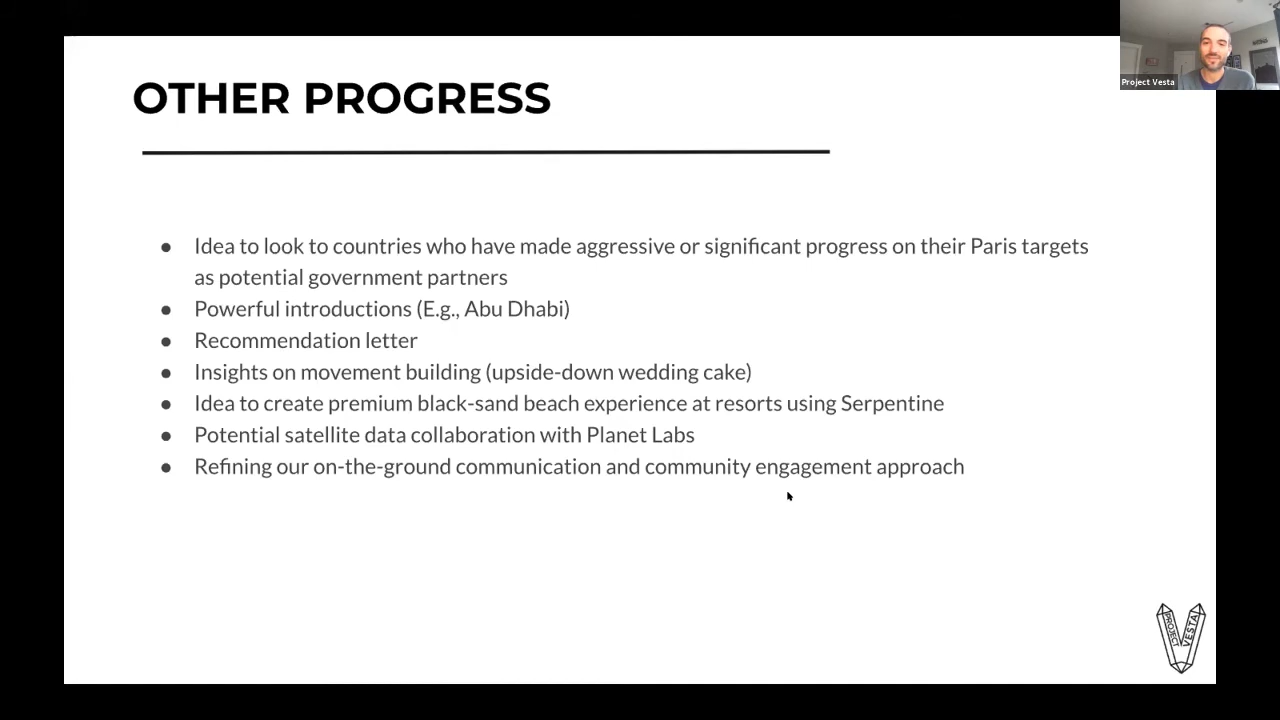 Project Vesta
OTHER PROGRESS
● Idea to look to countries who have made aggressive or significant progress on their Paris targets
as potential government partners
● Powerful introductions (E.g., Abu Dhabi)
● Recommendation letter
● Insights on movement building (upside-down wedding cake)
● Idea to create premium black-sand beach experience at resorts using Serpentine
● Potential satellite data collaboration with Planet Labs
● Refining our on-the-ground communication and community engagement approach
PROJECT
VESTA